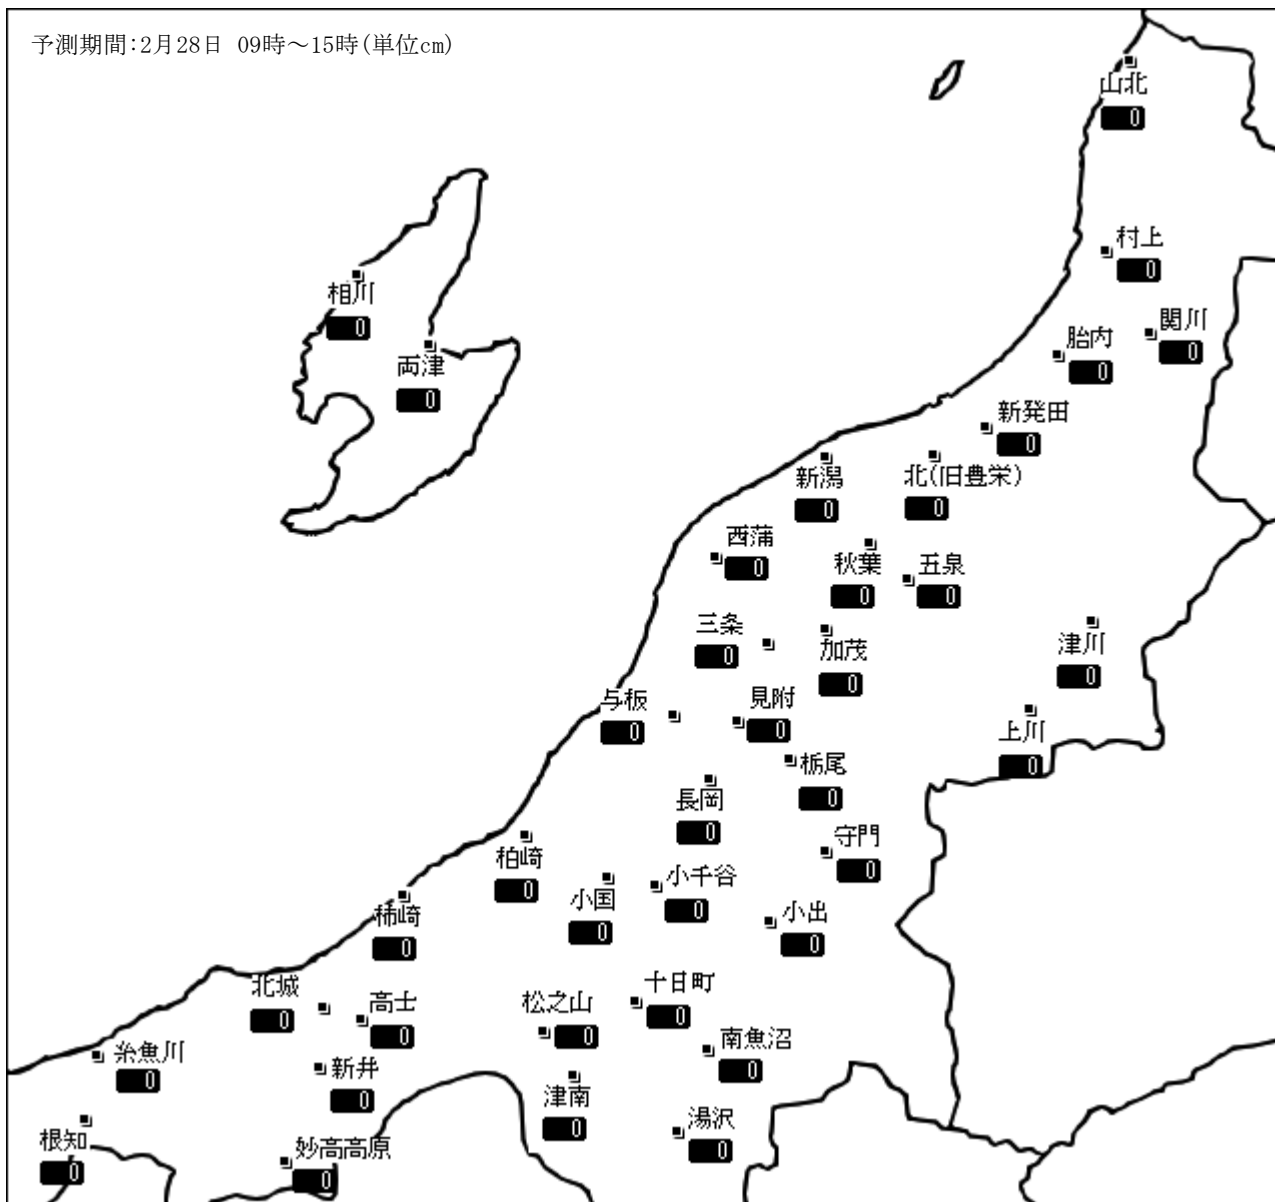 予測期間:2月28日 09時～15時(単位cm)
山北
0
村上
0
相川
0
関川
0
胎内
0
両津
0
新発田
0
新潟
0
北(旧豊栄)
0
西蒲
0
秋葉
0
五泉
0
三条
0
加茂
0
津川
0
与板
0
見附
0
上川
0
栃尾
0
長岡
0
守門
0
柏崎
0
小千谷
0
小国
0
小出
0
柿崎
0
北城
0
高士
0
松之山
0
十日町
0
南魚沼
0
糸魚川
0
新井
0
津南
0
湯沢
0
根知
0
妙高高原
0